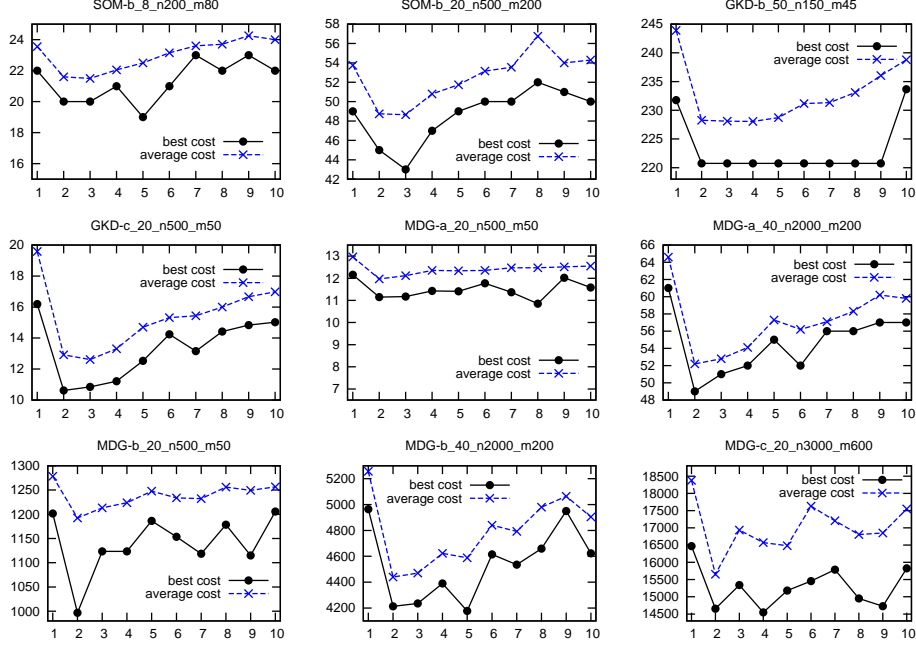 SOM-b_8_n200_m80
24
22
20
18
16
best cost
average cost
1 2 3 4 5 6 7 8 9 10
SOM-b_20_n500_m200
58
56
54
52
50
48
46
44
42
best cost
average cost
1 2 3 4 5 6 7 8 9 10
GKD-b_50_n150_m45
245
240
235
230
225
220
best cost
average cost
1 2 3 4 5 6 7 8 9 10
GKD-c_20_n500_m50
20
18
16
14
12
10
best cost
average cost
1 2 3 4 5 6 7 8 9 10
MDG-a_20_n500_m50
13
12
11
10
9
8
7
best cost
average cost
1 2 3 4 5 6 7 8 9 10
MDG-a_40_n2000_m200
66
64
62
60
58
56
54
52
50
48
best cost
average cost
1 2 3 4 5 6 7 8 9 10
MDG-b_20_n500_m50
1300
1250
1200
1150
1100
1050
1000
best cost
average cost
1 2 3 4 5 6 7 8 9 10
MDG-b_40_n2000_m200
5200
5000
4800
4600
4400
4200
best cost
average cost
1 2 3 4 5 6 7 8 9 10
MDG-c_20_n3000_m600
18500
18000
17500
17000
16500
16000
15500
15000
14500
best cost
average cost
1 2 3 4 5 6 7 8 9 10